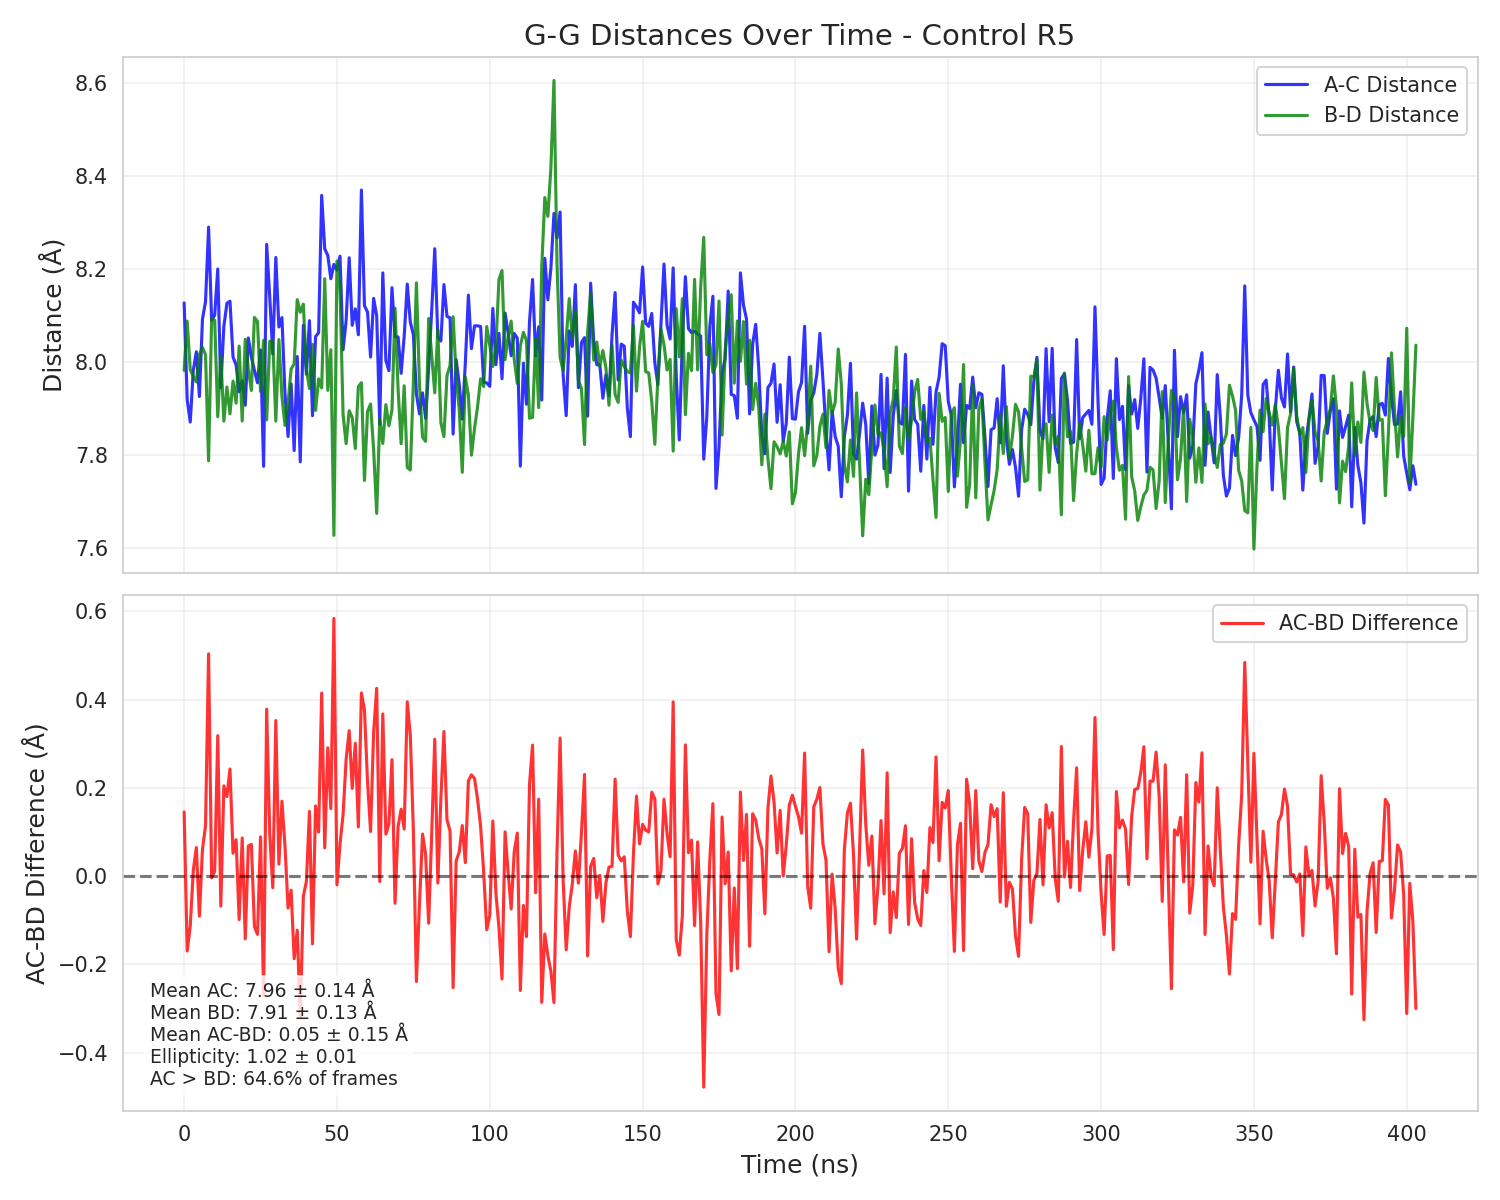 G-G Distances Over Time - Control R5
Distance (Å)
8.6
8.4
8.2
8.0
7.8
7.6
A-C Distance
B-D Distance
AC-BD Difference (Å)
0.6
0.4
0.2
0.0
−0.2
−0.4
AC-BD Difference
Mean AC: 7.96 ± 0.14 Å
Mean BD: 7.91 ± 0.13 Å
Mean AC-BD: 0.05 ± 0.15 Å
Ellipticity: 1.02 ± 0.01
AC > BD: 64.6% of frames
0 50 100 150 200 250 300 350 400
Time (ns)